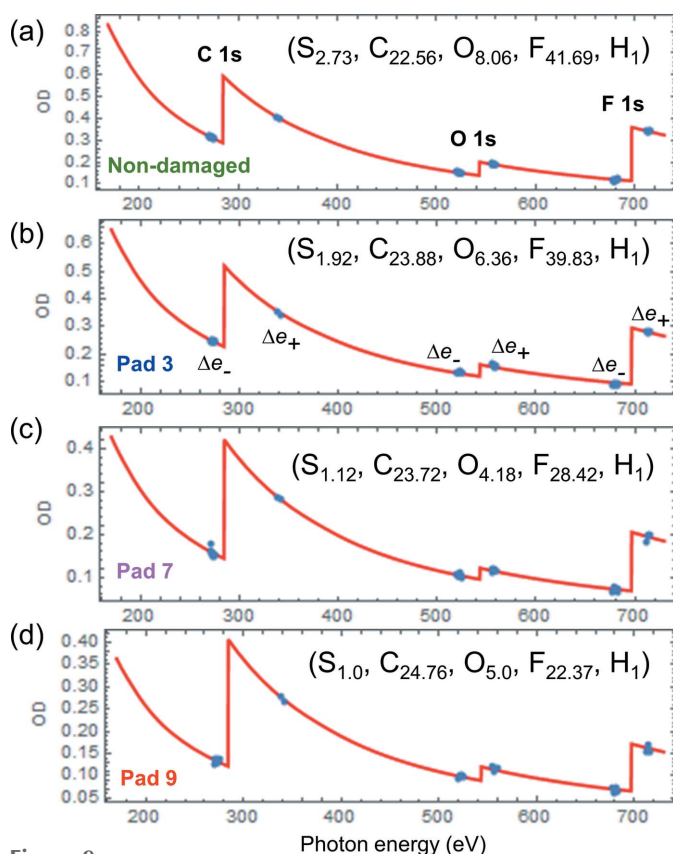 (a)
0.8
0.7
0.6
0.5
0.4
0.3
0.2
0.1
OD
C 1s
(S2.73, C22.56, O8.06, F41.69, H1)
O 1s
F 1s
Non-damaged
200 300 400 500 600 700
(b)
0.6
0.5
0.4
0.3
0.2
0.1
OD
(S1.92, C23.88, O6.36, F39.83, H1)
Δe- Δe+ Δe- Δe+ Δe- Δe+
Pad 3
200 300 400 500 600 700
(c)
0.4
0.3
0.2
0.1
OD
(S1.12, C23.72, O4.18, F28.42, H1)
Pad 7
200 300 400 500 600 700
(d)
0.40
0.35
0.30
0.25
0.20
0.15
0.10
0.05
OD
(S1.0, C24.76, O5.0, F22.37, H1)
Pad 9
200 300 400 500 600 700
Photon energy (eV)